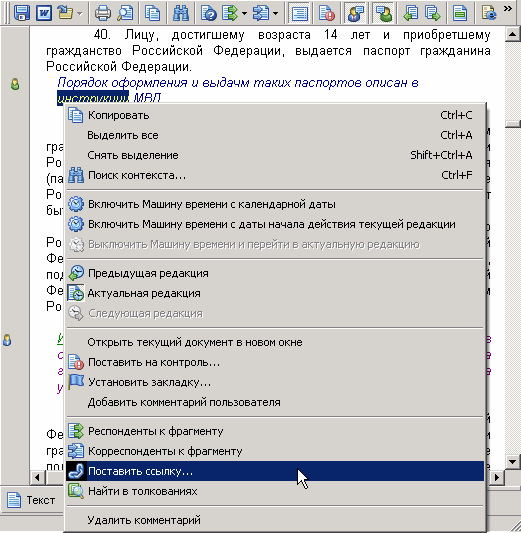 40. Лицу, достигшему возраста 14 лет и приобретшему
гражданство Российской Федерации, выдается паспорт гражданина
Российской Федерации.
Порядок оформления и выдачм таких паспортов описан в
инструкции МВД
Копировать Ctrl+C
Выделить все Ctrl+A
Снять выделение Shift+Ctrl+A
Поиск контекста... Ctrl+F
Включить Машину времени с календарной даты
Включить Машину времени с даты начала действия текущей редакции
Выключить Машину времени и перейти в актуальную редакцию
Предыдущая редакция
Актуальная редакция
Следующая редакция
Открыть текущий документ в новом окне
Поставить на контроль...
Установить закладку...
Добавить комментарий пользователя
Респонденты к фрагменту
Корреспонденты к фрагменту
Поставить ссылку...
Найти в толкованиях
Удалить комментарий
Текст